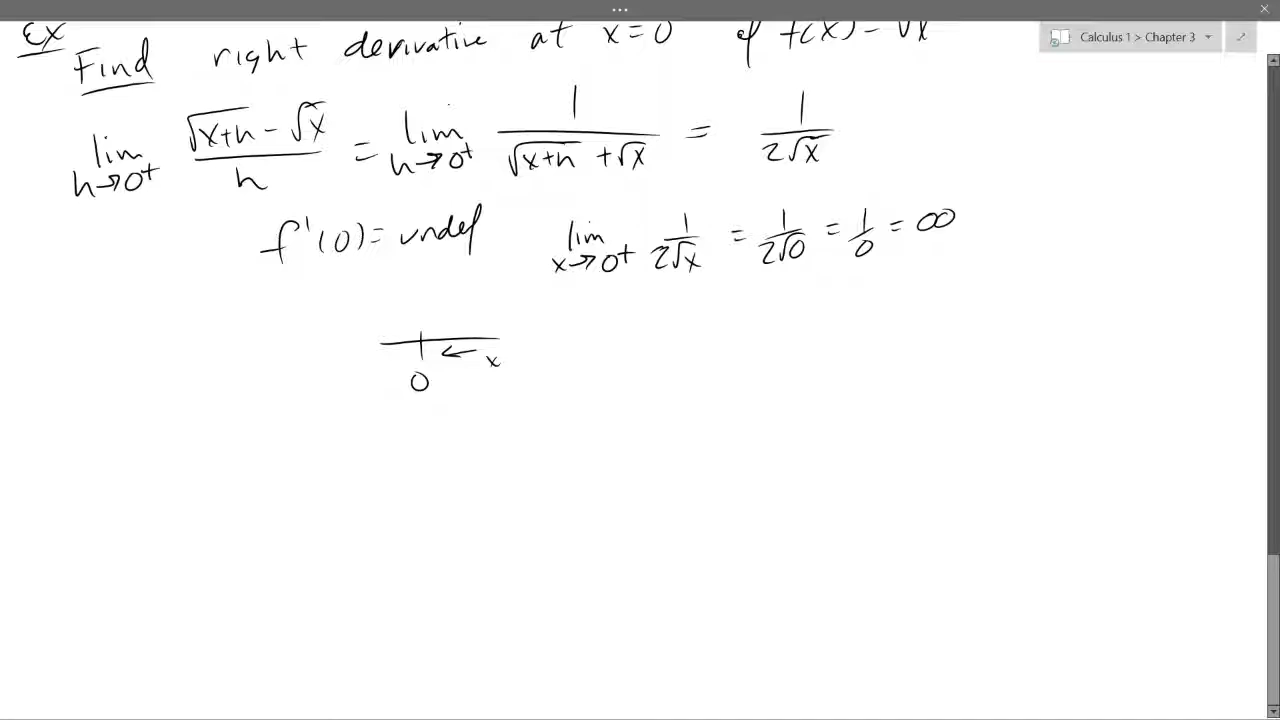 Calculus 1 > Chapter 3
Ex
Find right derivative at x=0 of f(x) = √x
lim h→0⁺ (√x+h - √x)/h = lim h→0⁺ 1/(√x+h + √x) = 1/(2√x)
f'(0) = undef lim x→0⁺ 1/(2√x) = 1/(2√0) = 1/0 = ∞
← x
0